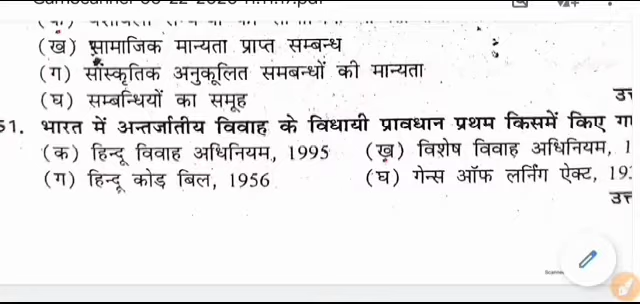 (ख) सामाजिक मान्यता प्राप्त सम्बन्ध
(ग) सांस्कृतिक अनुकूलित समबन्धों की मान्यता
(घ) सम्बन्धियों का समूह
51. भारत में अन्तर्जातीय विवाह के विधायी प्रावधान प्रथम किसमें किए
(क) हिन्दू विवाह अधिनियम, 1995 (ख) विशेष विवाह अधिनियम,
(ग) हिन्दू कोड बिल, 1956 (घ) गेन्स ऑफ लर्निंग ऐक्ट,